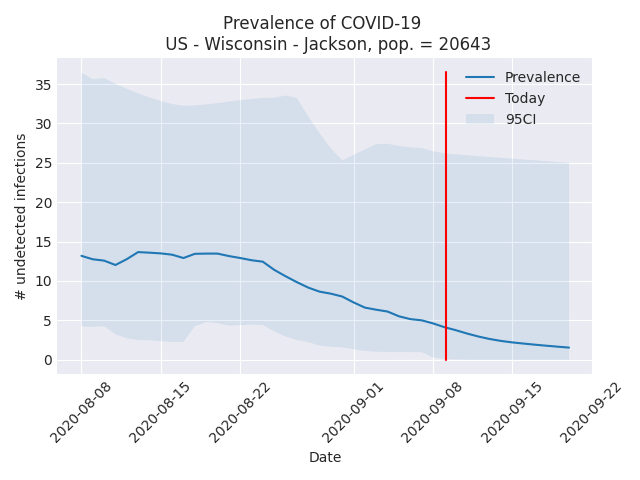 Prevalence of COVID-19
US - Wisconsin - Jackson, pop. = 20643
Prevalence
Today
95CI
# undetected infections
35
30
25
20
15
10
5
0
2020-08-08
2020-08-15
2020-08-22
2020-09-01
2020-09-08
2020-09-15
2020-09-22
Date